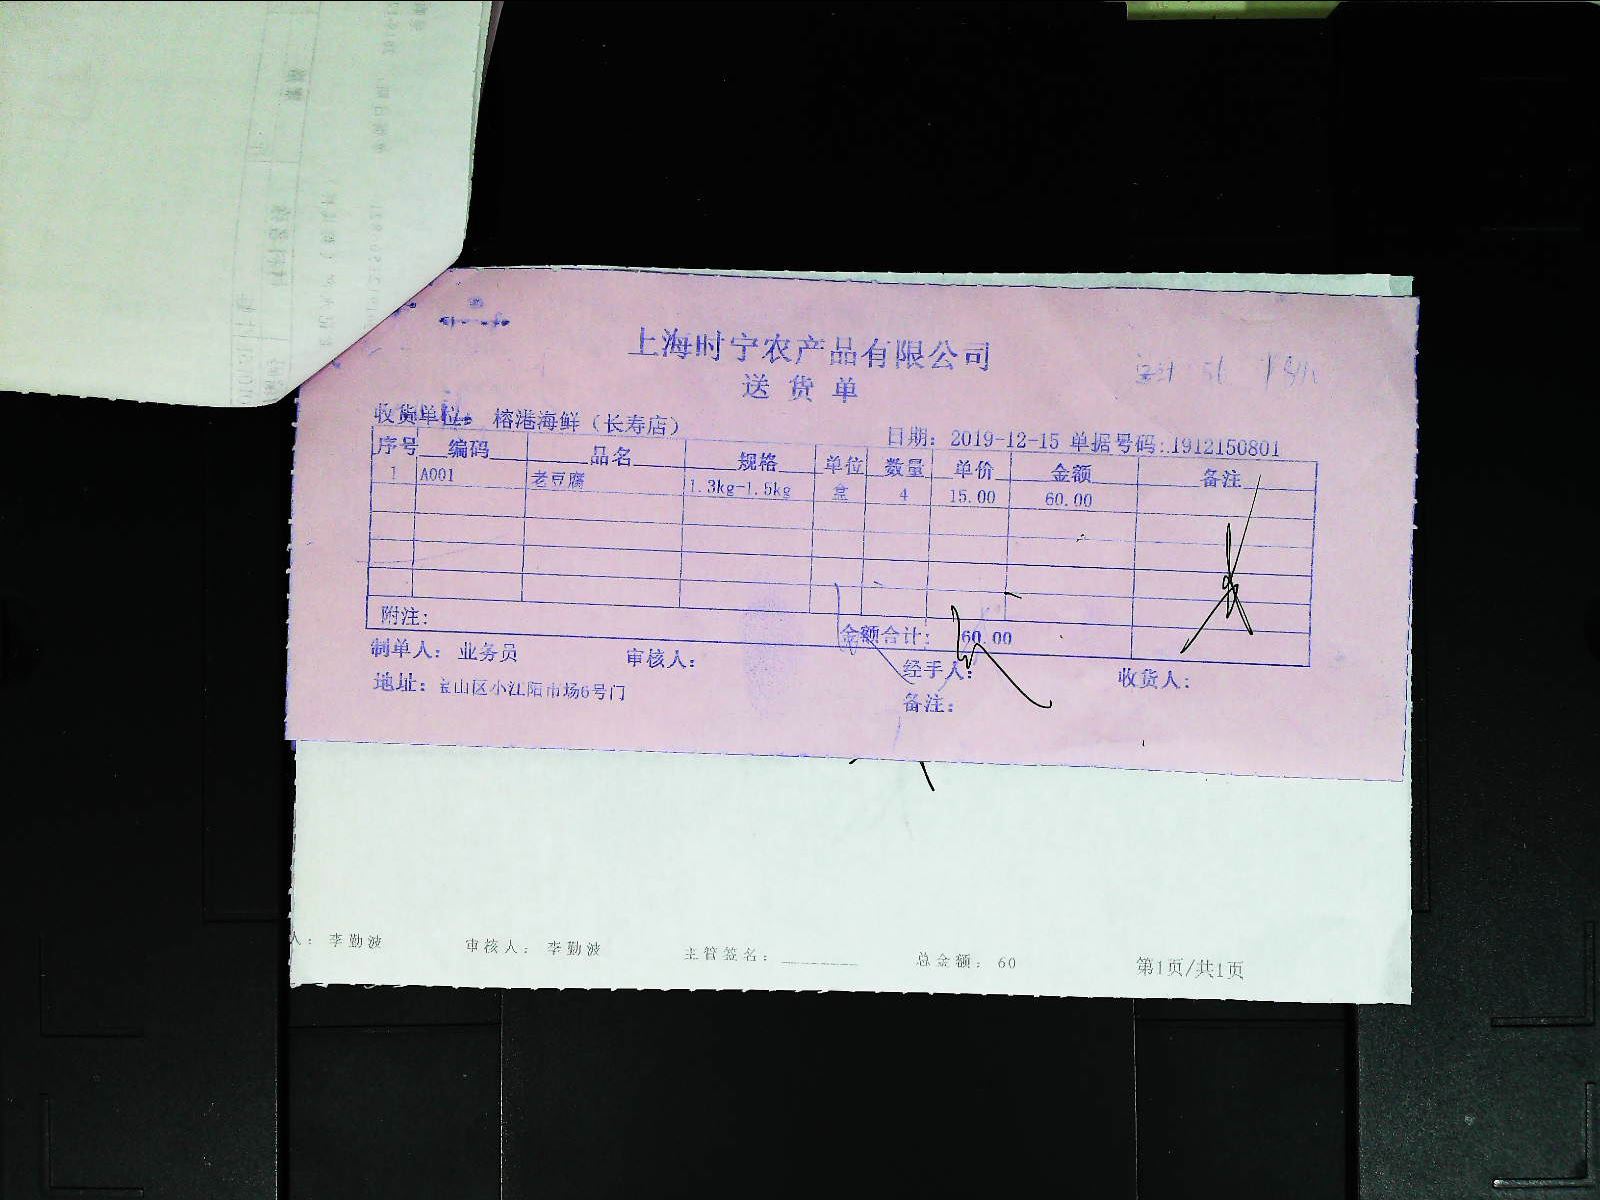 上海时宁农产品有限公司
送货单
收货单位: 榕港海鲜（长寿店）
日期: 2019-12-15 单据号码: 1912150801
序号 编码 品名 规格 单位 数量 单价 金额 备注
1 A001 老豆腐 1.3kg-1.5kg 盒 4 15.00 60.00
附注:
金额合计: 60.00
制单人: 业务员 审核人: 经手人: 收货人:
地址: 宝山区小江阳市场6号门
备注:
人: 李勤波 审核人: 李勤波 主管签名: ________ 总金额: 60 第1页/共1页